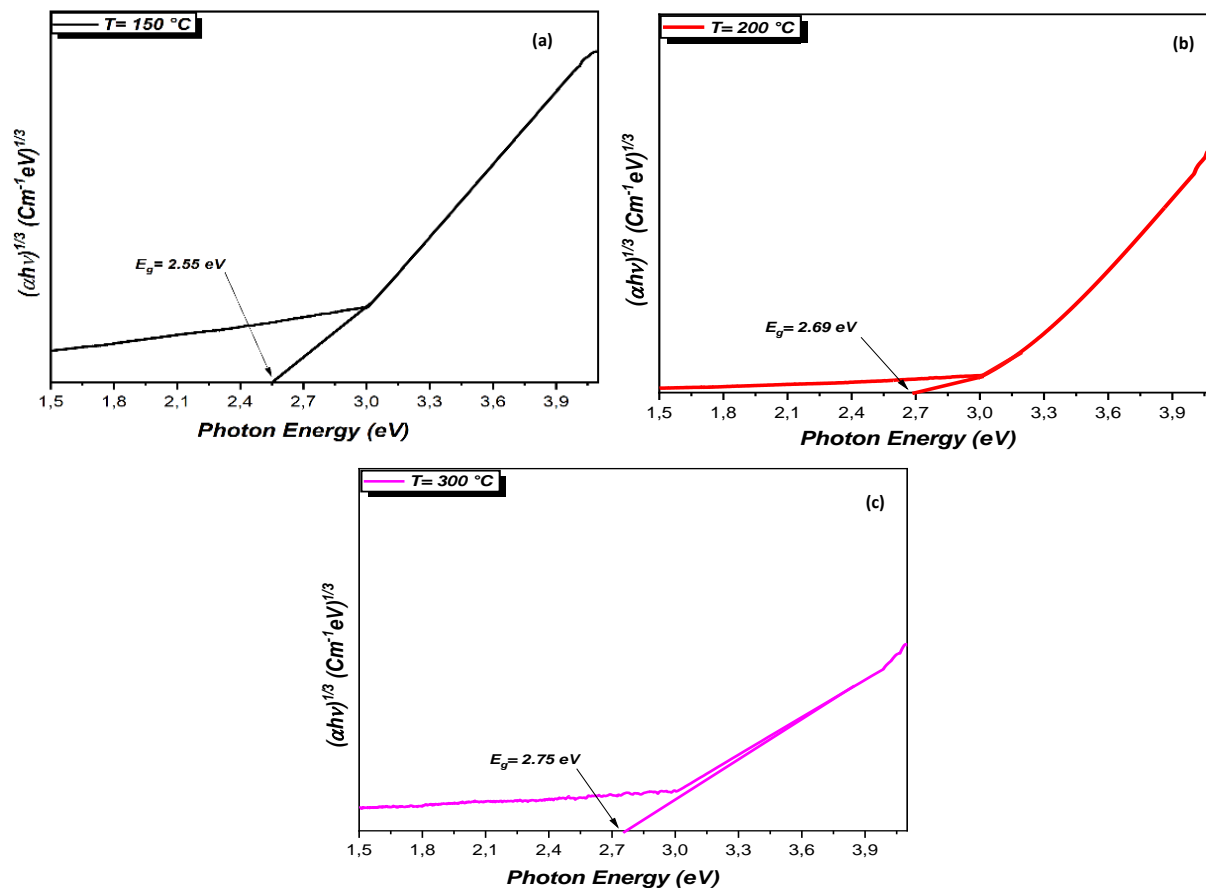 T= 150 °C
(a)
(αhν)^1/3 (Cm^-1eV)^1/3
E_g= 2.55 eV
1,5 1,8 2,1 2,4 2,7 3,0 3,3 3,6 3,9
Photon Energy (eV)
T= 200 °C
(b)
(αhν)^1/3 (Cm^-1eV)^1/3
E_g= 2.69 eV
1,5 1,8 2,1 2,4 2,7 3,0 3,3 3,6 3,9
Photon Energy (eV)
T= 300 °C
(c)
(αhν)^1/3 (Cm^-1eV)^1/3
E_g= 2.75 eV
1,5 1,8 2,1 2,4 2,7 3,0 3,3 3,6 3,9
Photon Energy (eV)